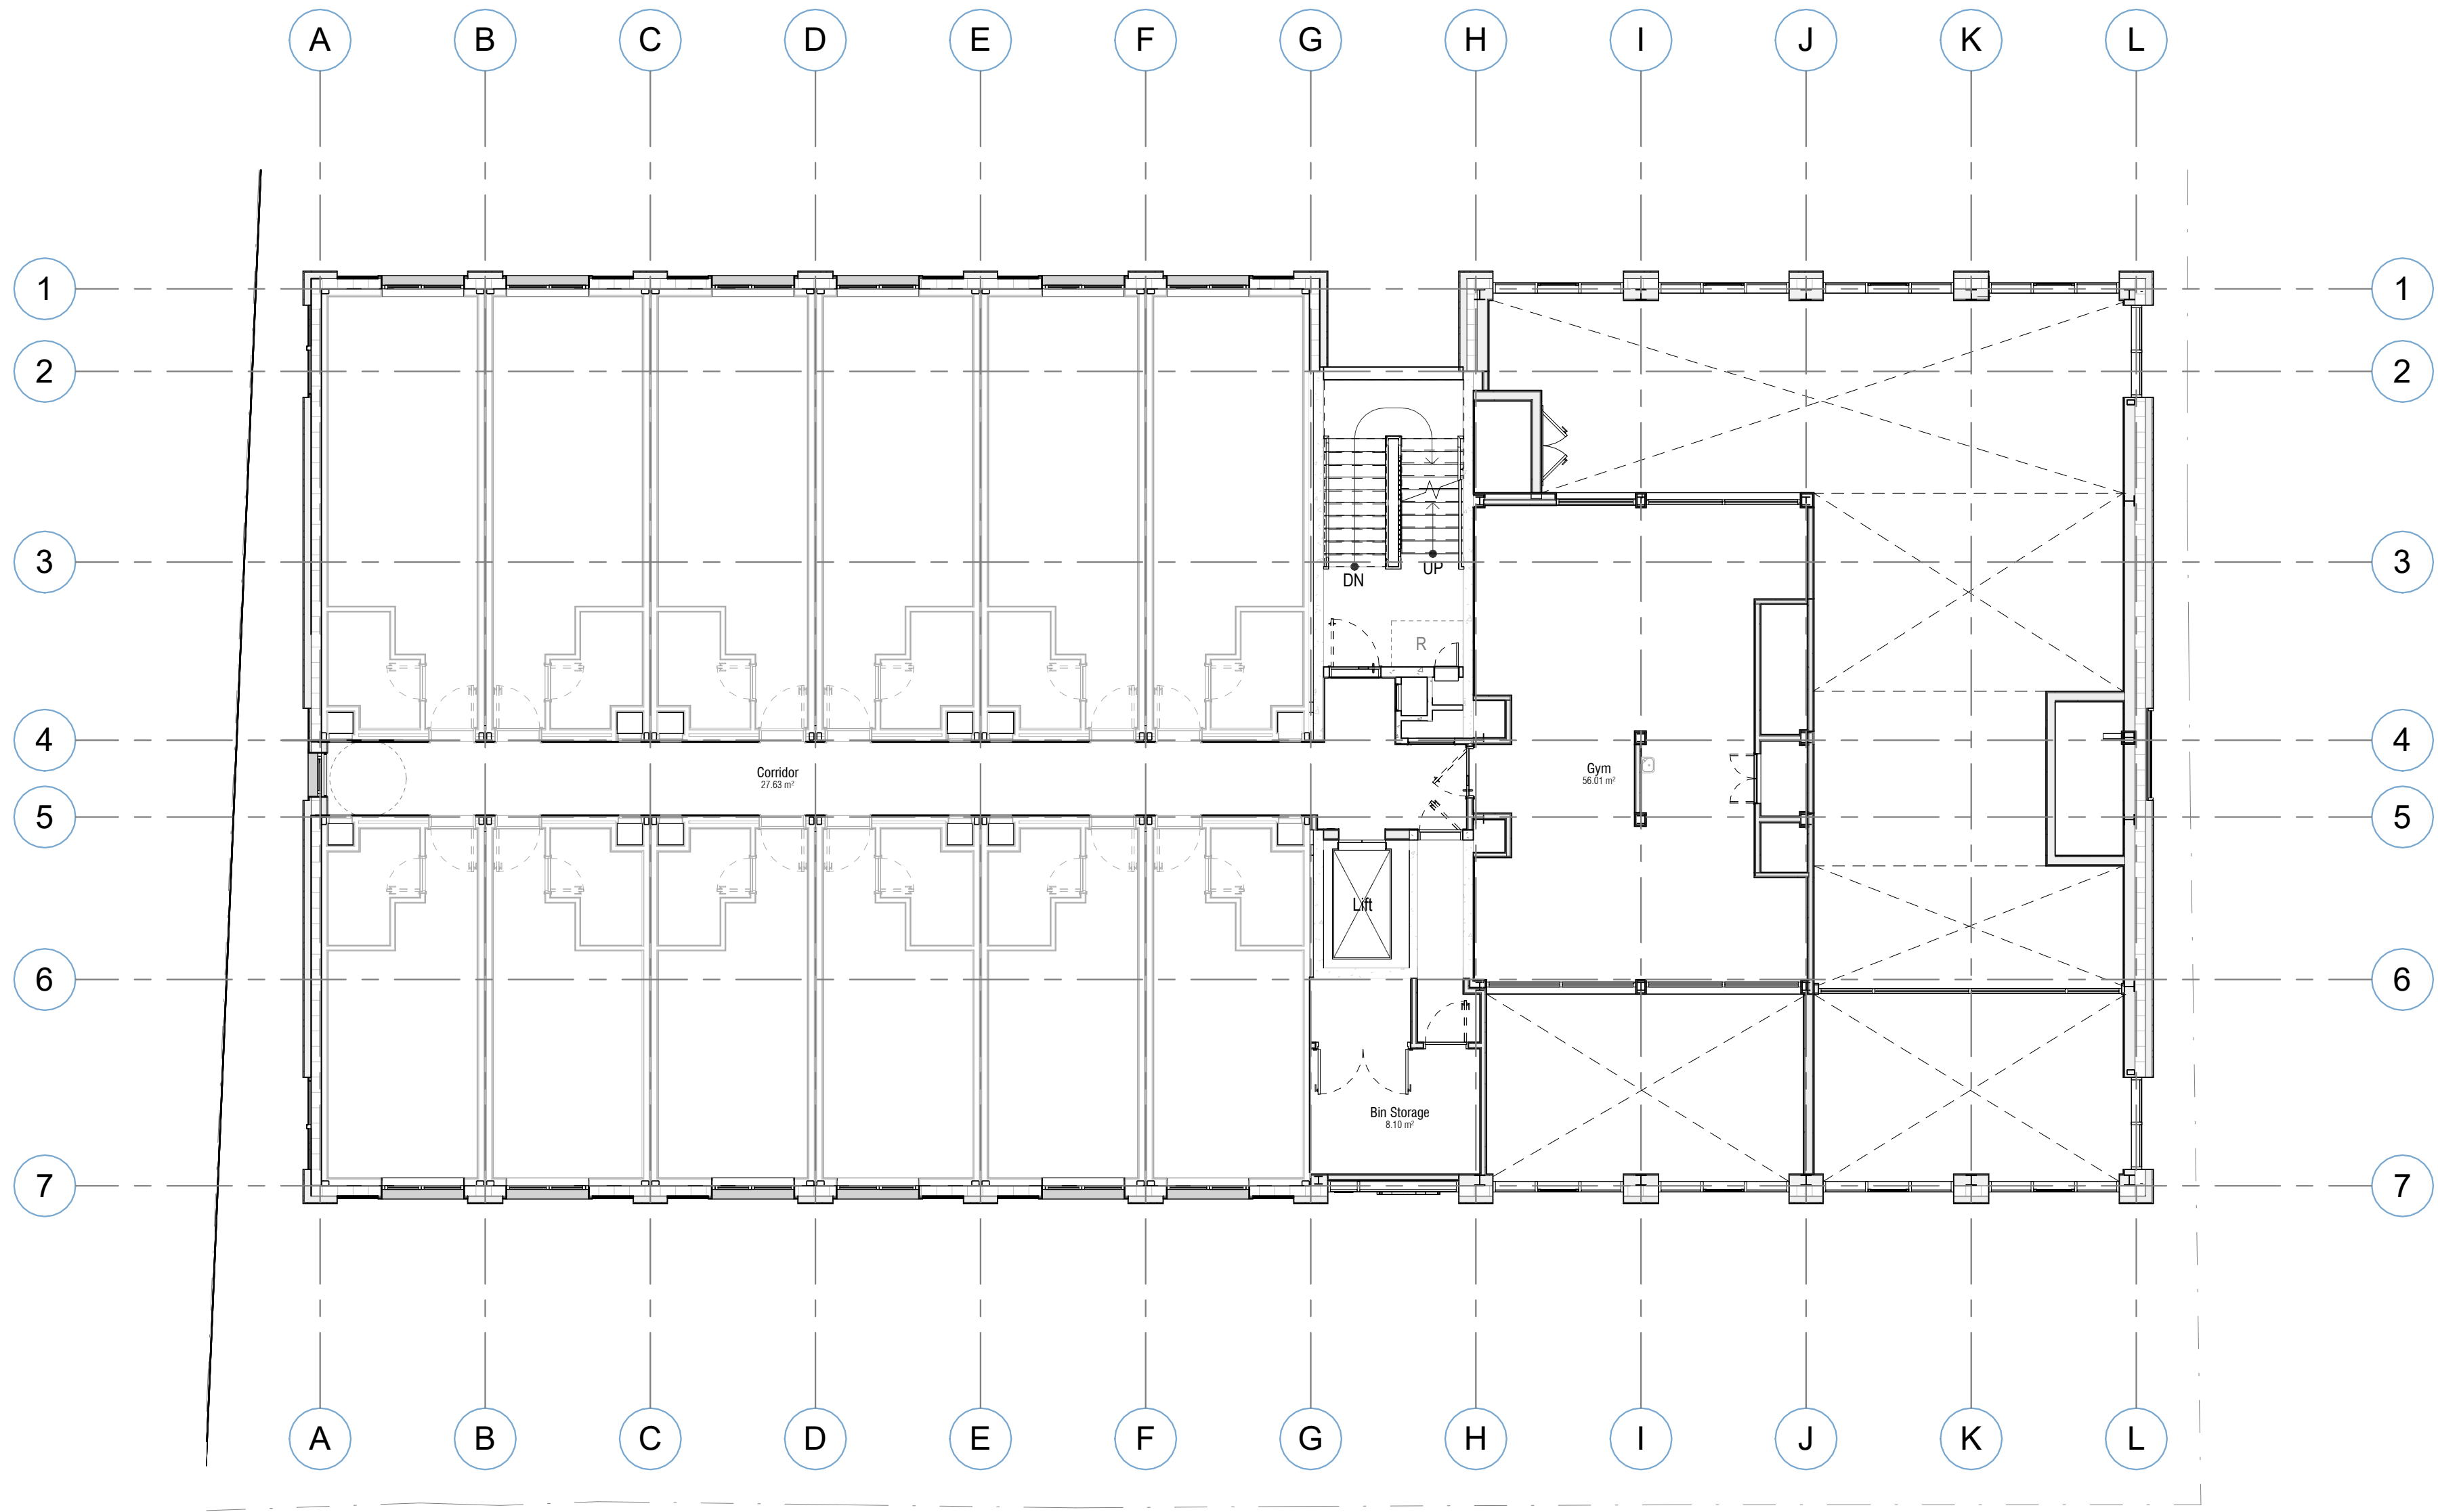 A B C D E F G H I J K L
1 1
2 2
3 3
DN UP
R
4 4
Corridor
27.63 m²
Gym
56.01 m²
5 5
Lift
6 6
Bin Storage
8.10 m²
7 7
A B C D E F G H I J K L